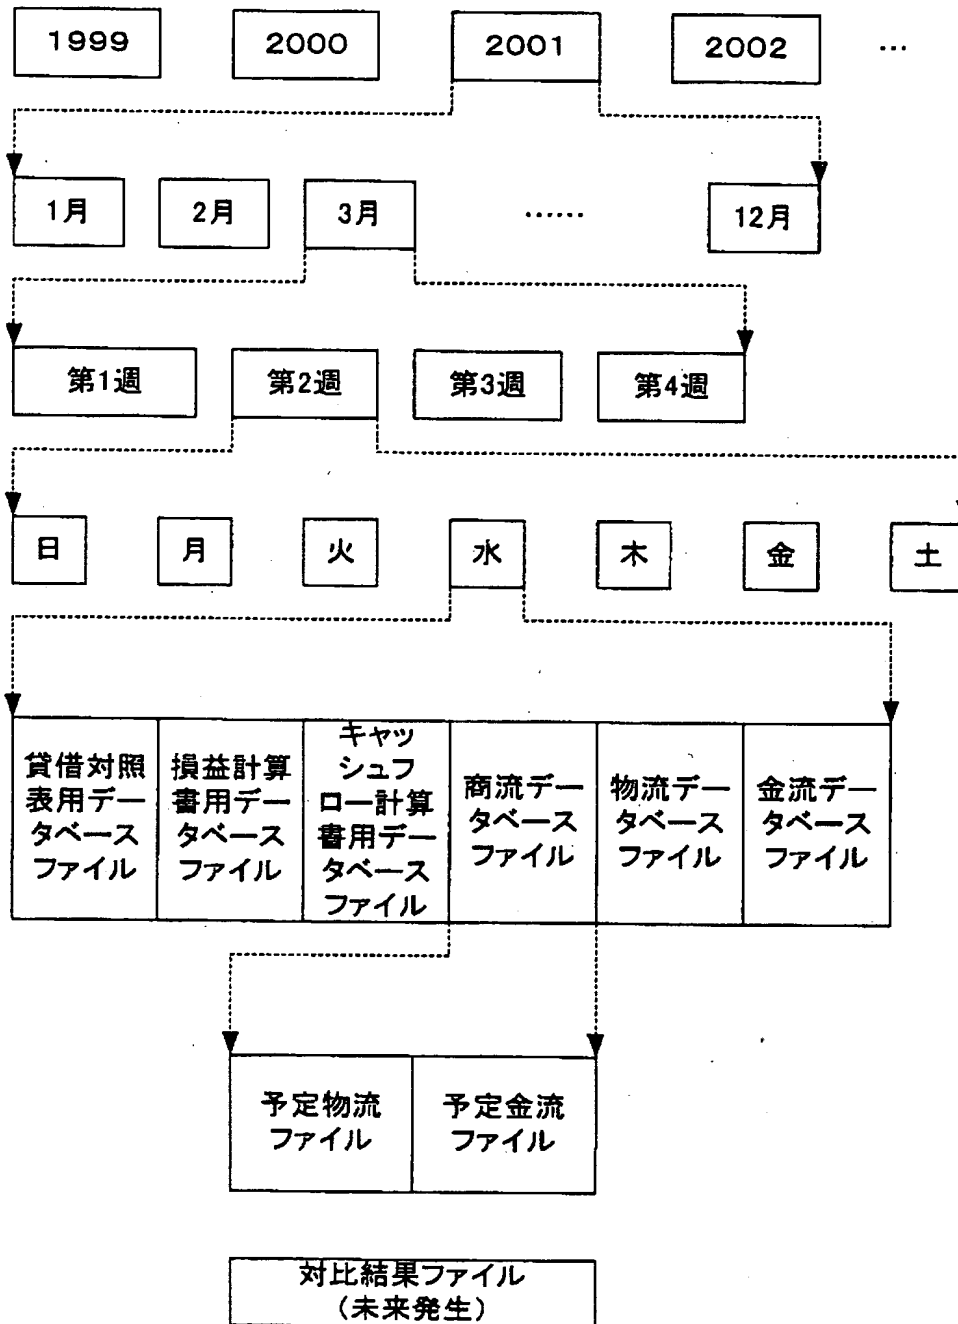 1999 2000 2001 2002 …
1月 2月 3月 …… 12月
第1週 第2週 第3週 第4週
日 月 火 水 木 金 土
貸借対照
表用デー
タベース
ファイル
損益計算
書用デー
タベース
ファイル
キャッ
シュフ
ロー計算
書用デー
タベース
ファイル
商流デー
タベース
ファイル
物流デー
タベース
ファイル
金流デー
タベース
ファイル
予定物流
ファイル
予定金流
ファイル
対比結果ファイル
（未来発生）